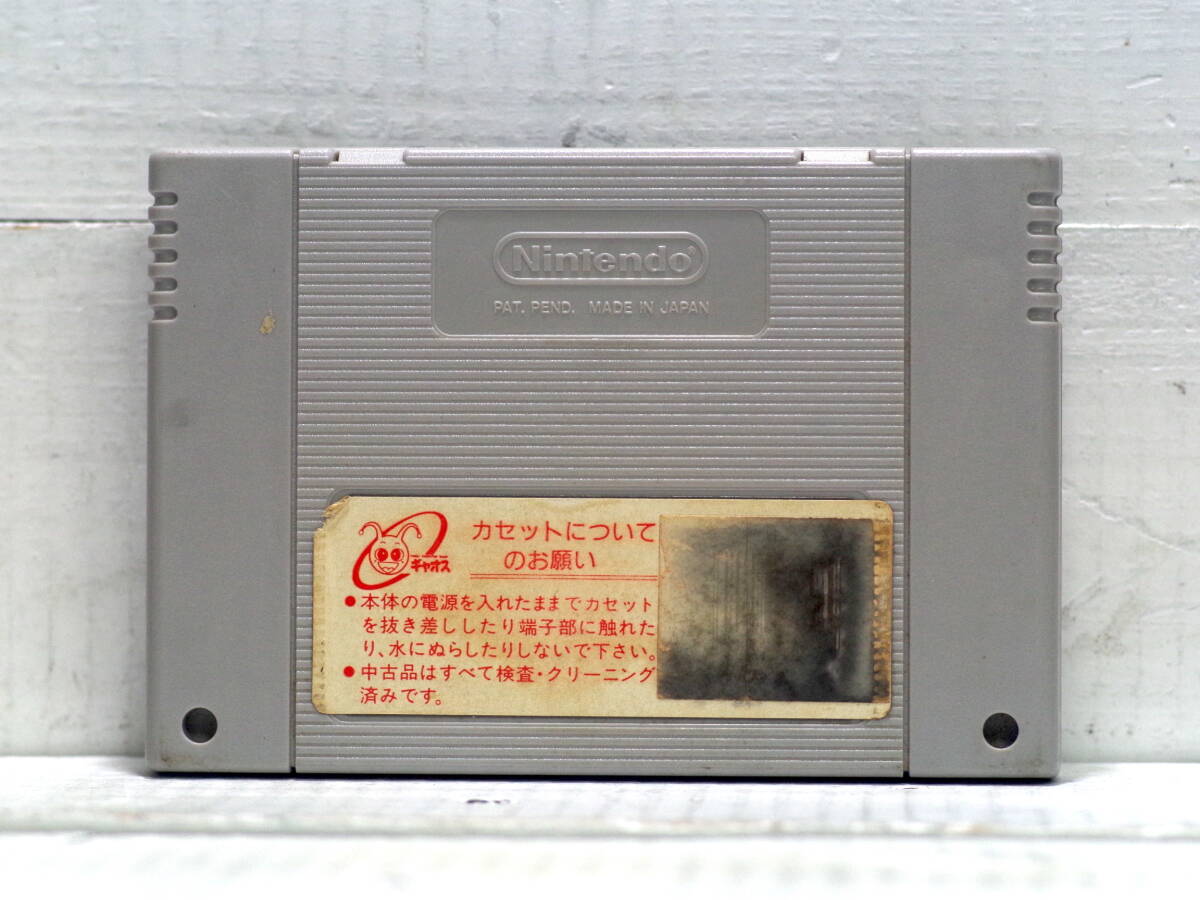 Nintendo®
PAT. PEND. MADE IN JAPAN
カセットについて
のお願い
ギャオス
●本体の電源を入れたままでカセット
を抜き差ししたり端子部に触れた
り、水にぬらしたりしないで下さい。
●中古品はすべて検査・クリーニング
済みです。